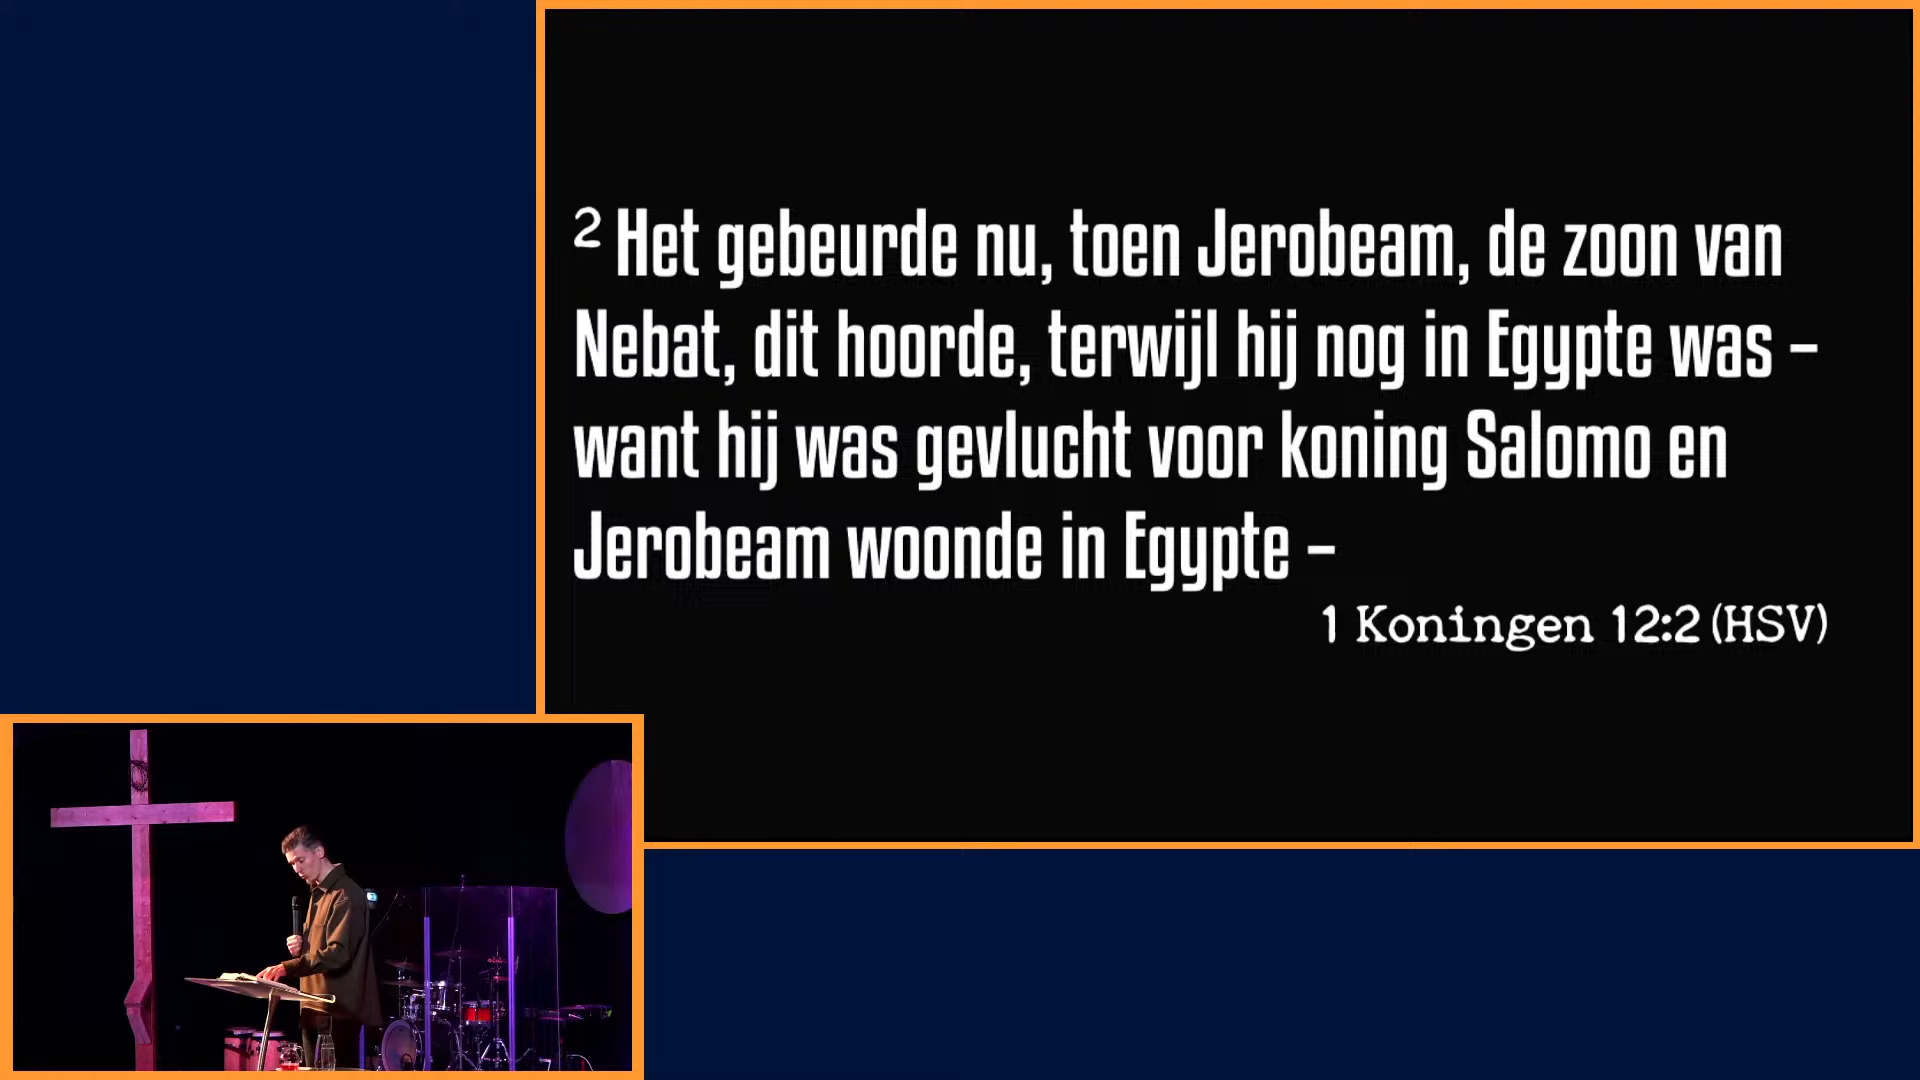 2 Het gebeurde nu, toen Jerobeam, de zoon van
Nebat, dit hoorde, terwijl hij nog in Egypte was –
want hij was gevlucht voor koning Salomo en
Jerobeam woonde in Egypte –
1 Koningen 12:2 (HSV)